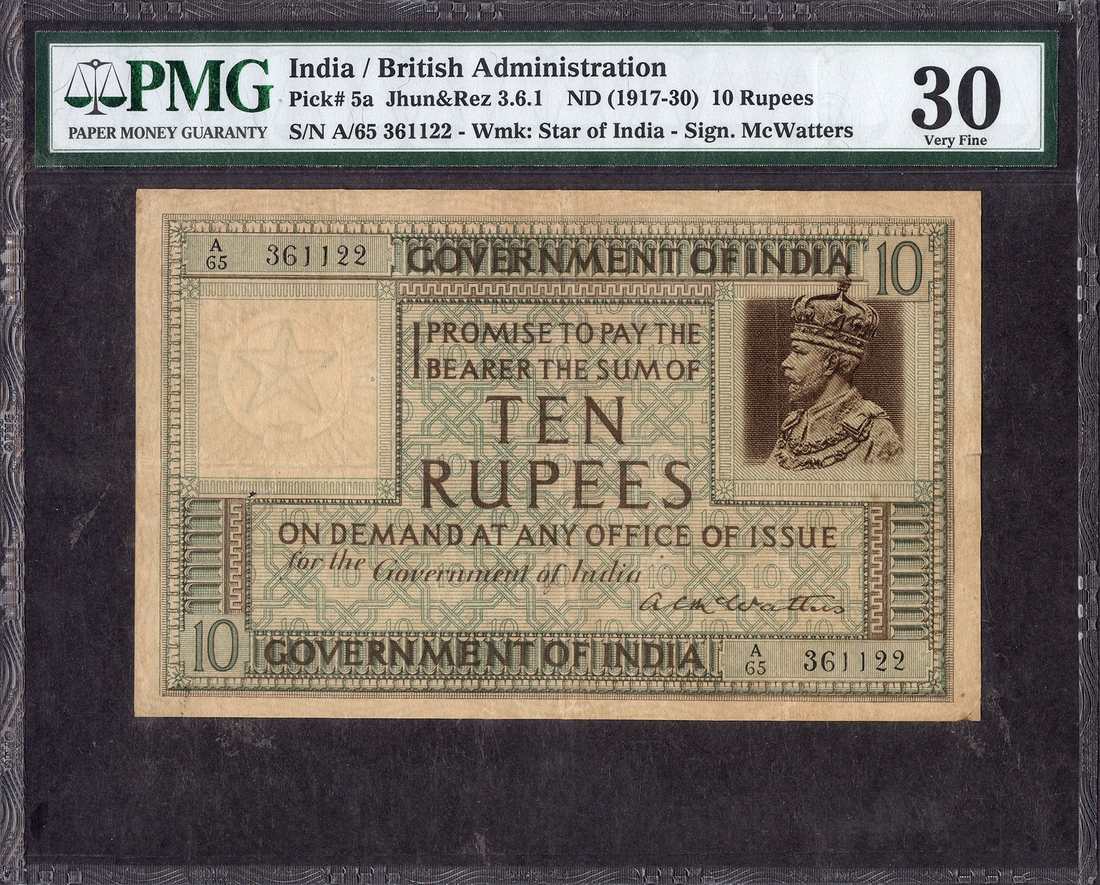 PMG
PAPER MONEY GUARANTY
India / British Administration
Pick# 5a Jhun&Rez 3.6.1 ND (1917-30) 10 Rupees
S/N A/65 361122 - Wmk: Star of India - Sign. McWatters
30
Very Fine
A
65 361122
GOVERNMENT OF INDIA
10
I PROMISE TO PAY THE
BEARER THE SUM OF
TEN
RUPEES
ON DEMAND AT ANY OFFICE OF ISSUE
for the Government of India
A C McWatters
10
GOVERNMENT OF INDIA
A
65 361122